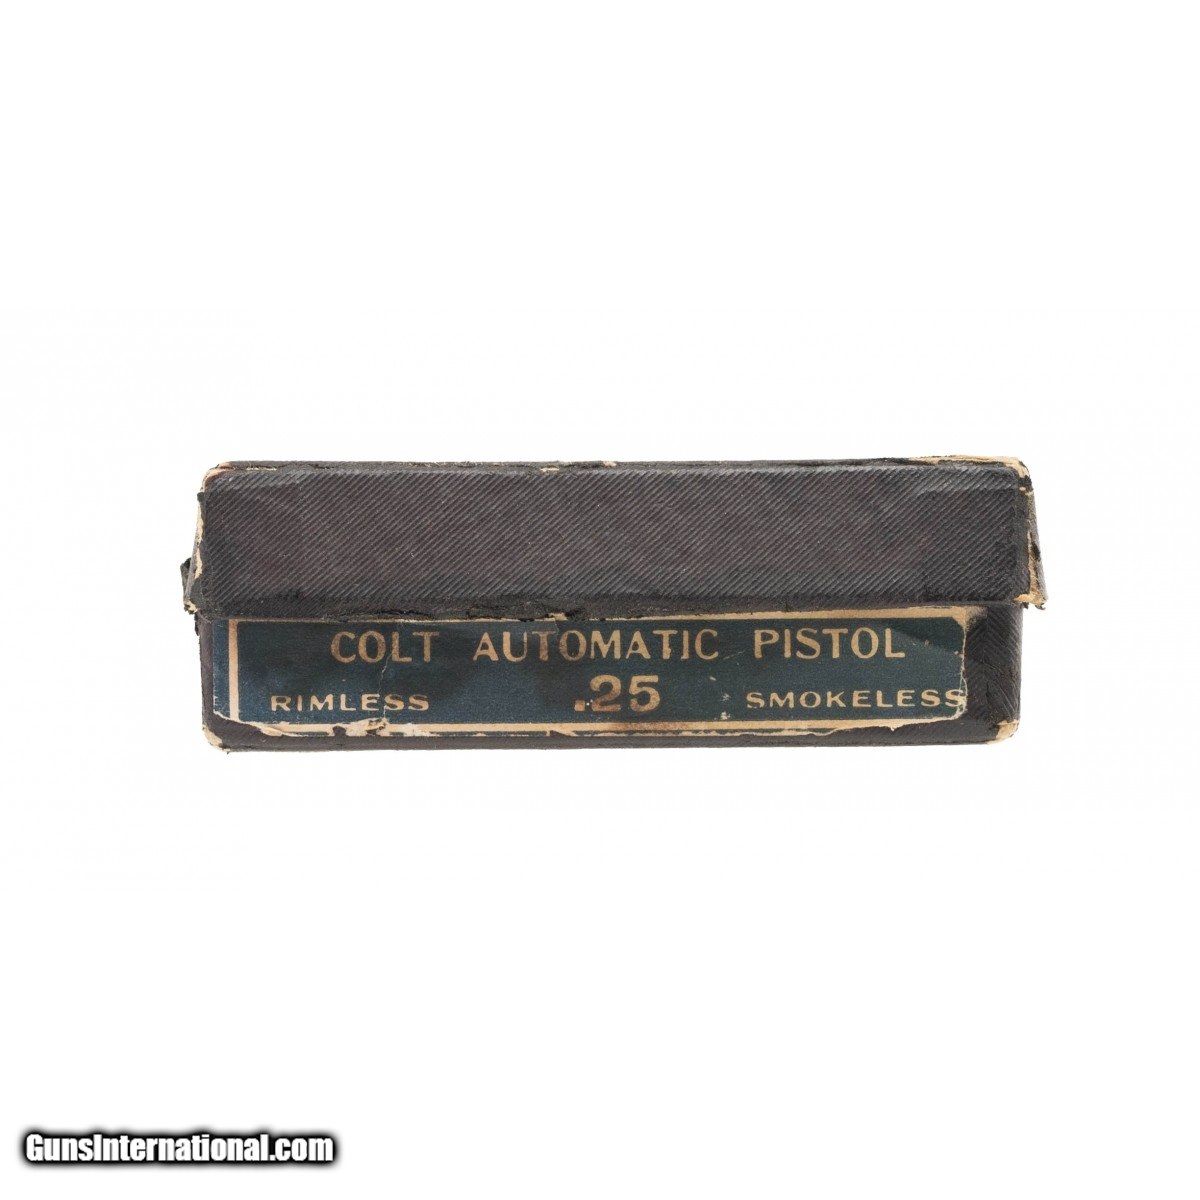 COLT AUTOMATIC PISTOL
RIMLESS .25 SMOKELESS
GunsInternational.com